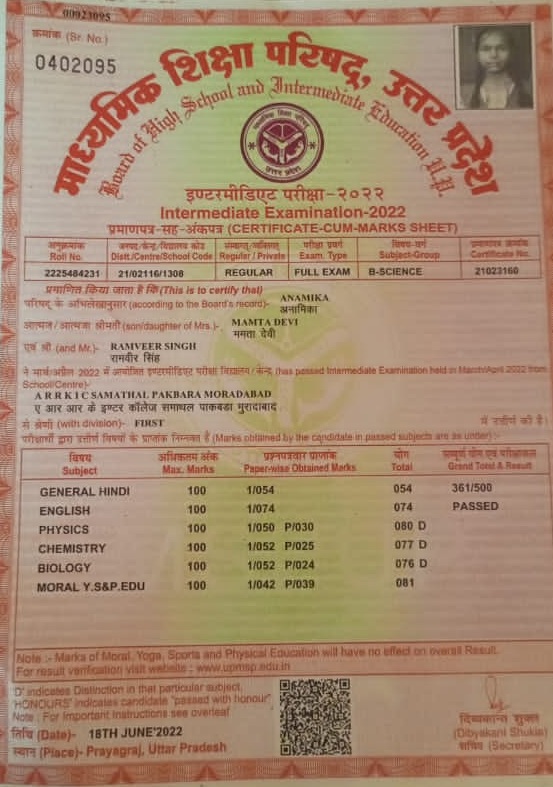 00923095
क्रमांक (Sr. No.)
0402095
माध्यमिक शिक्षा परिषद्, उत्तर प्रदेश
Board of High School and Intermediate Education U.P.
इण्टरमीडिएट परीक्षा-२०२२
Intermediate Examination-2022
प्रमाणपत्र-सह-अंकपत्र (CERTIFICATE-CUM-MARKS SHEET)
अनुक्रमांक जनपद/केन्द्र/विद्यालय कोड संस्थागत/व्यक्तिगत परीक्षा प्रवर्ग विषय-वर्ग प्रमाणपत्र क्रमांक
Roll No. Distt./Centre/School Code Regular / Private Exam. Type Subject-Group Certificate No.
2225484231 21/02116/1308 REGULAR FULL EXAM B-SCIENCE 21023160
प्रमाणित किया जाता है कि (This is to certify that)
परिषद के अभिलेखानुसार (according to the Board's record)- ANAMIKA
अनामिका
आत्मज / आत्मजा श्रीमती (son/daughter of Mrs.)- MAMTA DEVI
ममता देवी
एवं श्री (and Mr.)- RAMVEER SINGH
रामवीर सिंह
ने मार्च/अप्रैल 2022 में आयोजित इण्टरमीडिएट परीक्षा विद्यालय / केन्द्र (has passed Intermediate Examination held in March/April 2022 from
School/Centre)-
A R R K I C SAMATHAL PAKBARA MORADABAD
ए आर आर के इण्टर कॉलेज समाथल पाकबडा मुरादाबाद
से श्रेणी (with division)- FIRST में उत्तीर्ण की है।
परीक्षार्थी द्वारा उत्तीर्ण विषयों के प्राप्तांक निम्नवत् है (Marks obtained by the candidate in passed subjects are as under) :-
विषय अधिकतम अंक प्रश्नपत्रवार प्राप्तांक योग सम्पूर्ण योग एवं परीक्षाफल
Subject Max. Marks Paper-wise Obtained Marks Total Grand Total & Result
GENERAL HINDI 100 1/054 054 361/500
ENGLISH 100 1/074 074 PASSED
PHYSICS 100 1/050 P/030 080 D
CHEMISTRY 100 1/052 P/025 077 D
BIOLOGY 100 1/052 P/024 076 D
MORAL Y.S&P.EDU 100 1/042 P/039 081
Note :- Marks of Moral, Yoga, Sports and Physical Education will have no effect on overall Result.
For result verification visit website : www.upmsp.edu.in
'D' indicates Distinction in that particular subject.
'HONOURS' indicates candidate "passed with honour"
Note : For Important Instructions see overleaf
तिथि (Date)- 18TH JUNE'2022
स्थान (Place)- Prayagraj, Uttar Pradesh
दिव्यकान्त शुक्ल
(Dibyakant Shukla)
सचिव (Secretary)